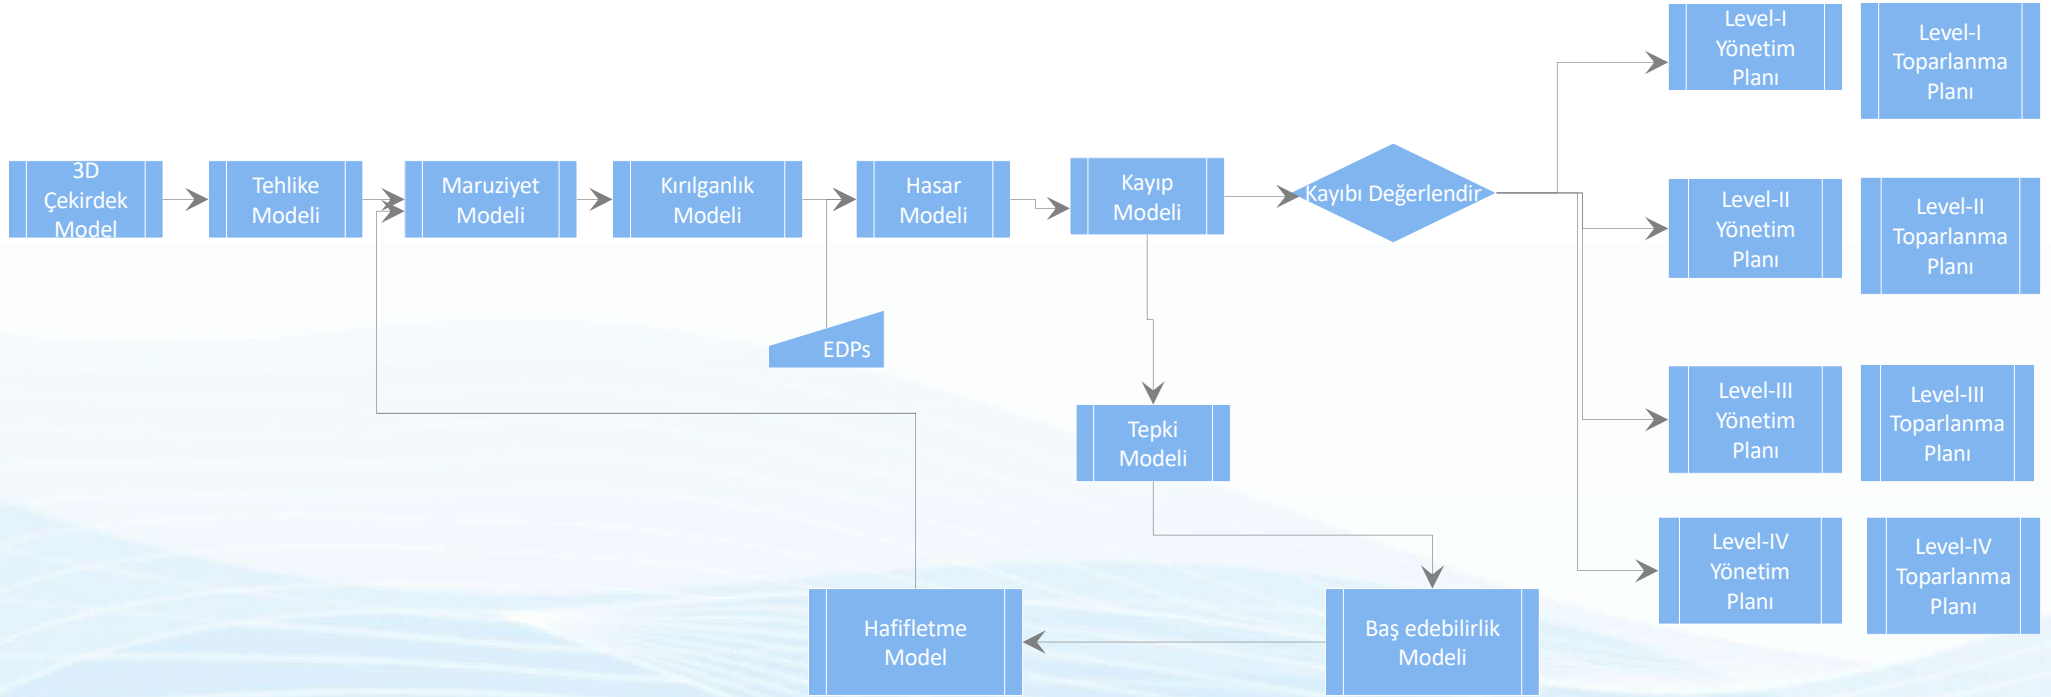 3D
Çekirdek
Model
Tehlike
Modeli
Maruziyet
Modeli
Kırılganlık
Modeli
EDPs
Hasar
Modeli
Kayıp
Modeli
Kayıbı Değerlendir
Level-I
Yönetim
Planı
Level-I
Toparlanma
Planı
Level-II
Yönetim
Planı
Level-II
Toparlanma
Planı
Level-III
Yönetim
Planı
Level-III
Toparlanma
Planı
Level-IV
Yönetim
Planı
Level-IV
Toparlanma
Planı
Tepki
Modeli
Baş edebilirlik
Modeli
Hafifletme
Model